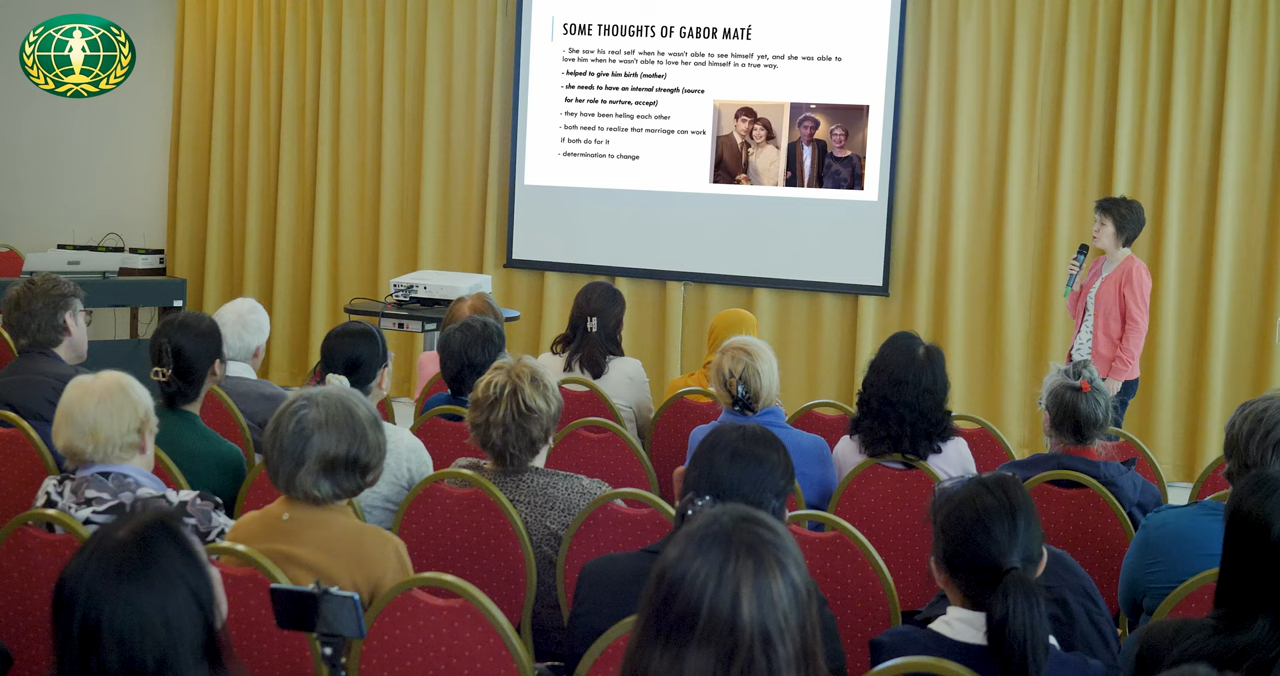 SOME THOUGHTS OF GABOR MATÉ
- She saw his real self when he wasn't able to see himself yet, and she was able to
love him when he wasn't able to love her and himself in a true way.
- helped to give him birth (mother)
- she needs to have an internal strength (source
for her role to nurture, accept)
- they have been heling each other
- both need to realize that marriage can work
if both do for it
- determination to change